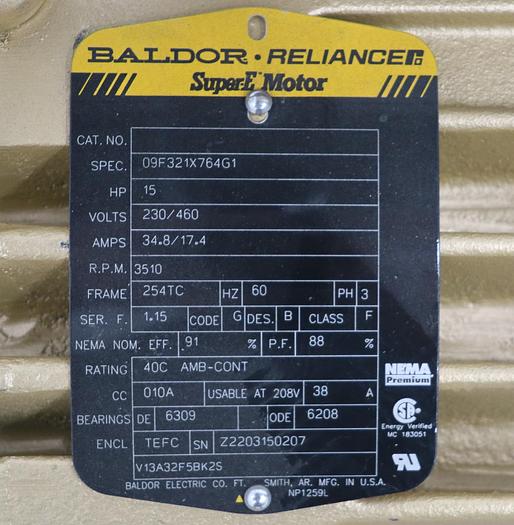 BALDOR • RELIANCE
Super-E Motor
CAT. NO.
SPEC. 09F321X764G1
HP 15
VOLTS 230/460
AMPS 34.8/17.4
R.P.M. 3510
FRAME 254TC HZ 60 PH 3
SER. F. 1.15 CODE G DES. B CLASS F
NEMA NOM. EFF. 91 % P.F. 88 %
RATING 40C AMB-CONT
NEMA
Premium
CC 010A USABLE AT 208V 38 A
BEARINGS DE 6309 ODE 6208
Energy Verified
MC 183051
ENCL TEFC SN Z2203150207
V13A32F5BK2S
BALDOR ELECTRIC CO. FT. SMITH, AR. MFG. IN U.S.A.
NP1259L